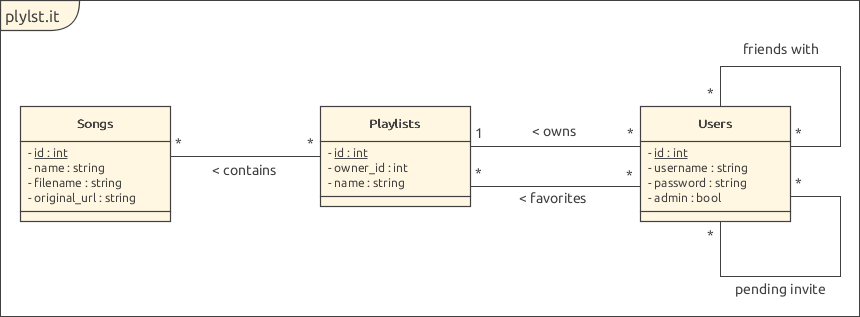 plylst.it
friends with
*
*
Songs
- id : int
- name : string
- filename : string
- original_url : string
*
*
< contains
Playlists
- id : int
- owner_id : int
- name : string
1
*
< owns
*
*
< favorites
Users
- id : int
- username : string
- password : string
- admin : bool
*
*
pending invite